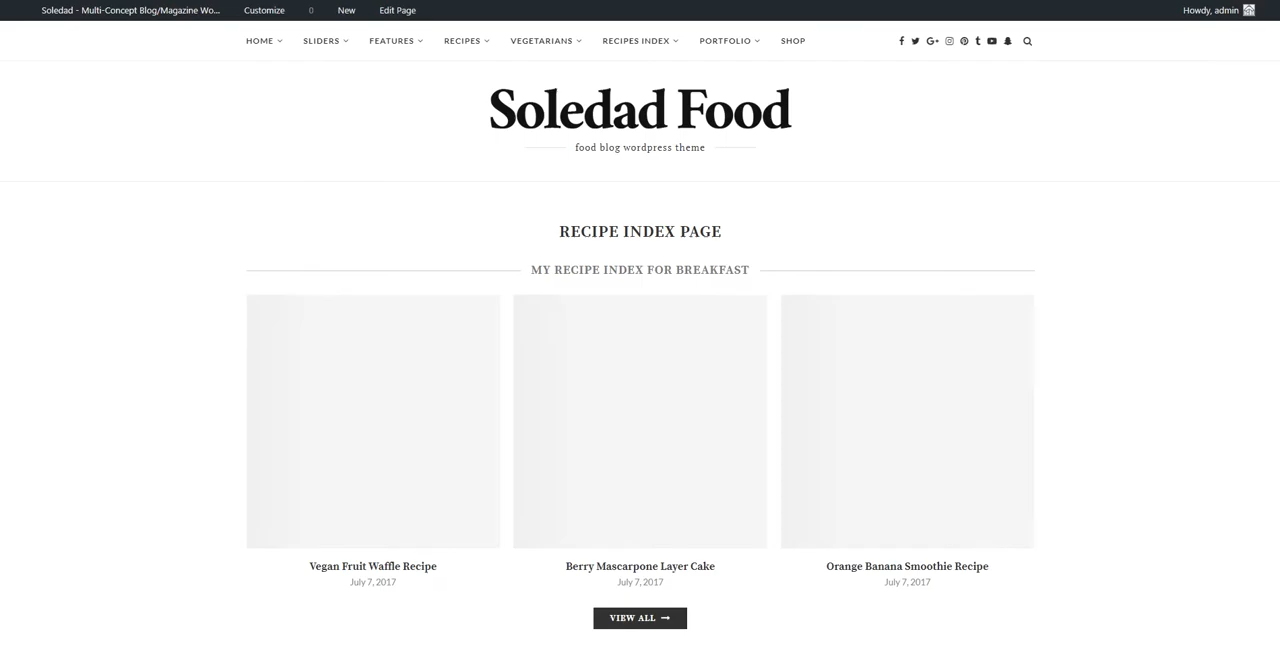 Soledad - Multi-Concept Blog/Magazine Wo... Customize 0 New Edit Page Howdy, admin
HOME SLIDERS FEATURES RECIPES VEGETARIANS RECIPES INDEX PORTFOLIO SHOP
Soledad Food
food blog wordpress theme
RECIPE INDEX PAGE
MY RECIPE INDEX FOR BREAKFAST
Vegan Fruit Waffle Recipe Berry Mascarpone Layer Cake Orange Banana Smoothie Recipe
July 7, 2017 July 7, 2017 July 7, 2017
VIEW ALL